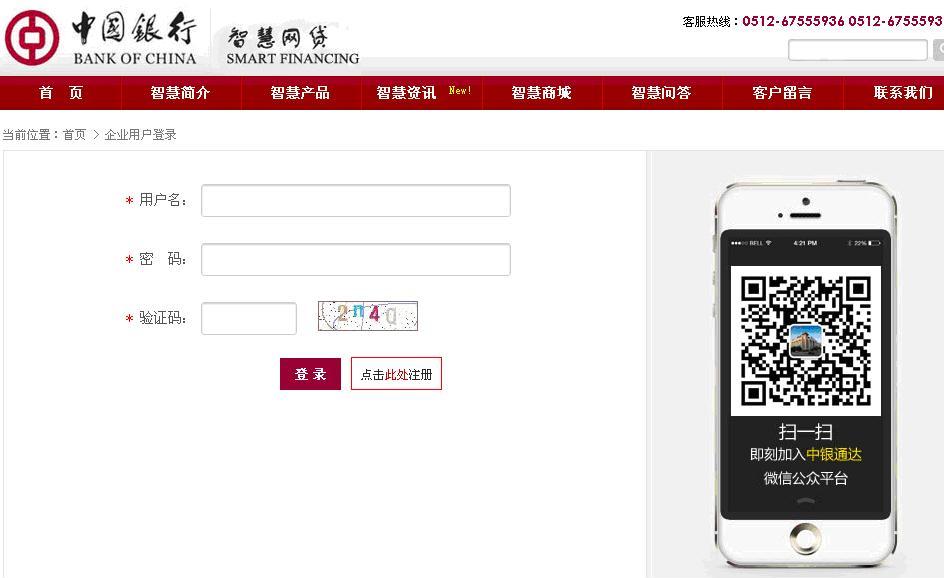 中国银行
BANK OF CHINA
智慧网贷
SMART FINANCING
客服热线：0512-67555936 0512-6755593
首 页 智慧简介 智慧产品 智慧资讯 New! 智慧商城 智慧问答 客户留言 联系我们
当前位置：首页 > 企业用户登录
* 用户名：
* 密 码：
* 验证码： 2n4q
登 录 点击此处注册
BELL 4:21 PM 22%
扫一扫
即刻加入中银通达
微信公众平台